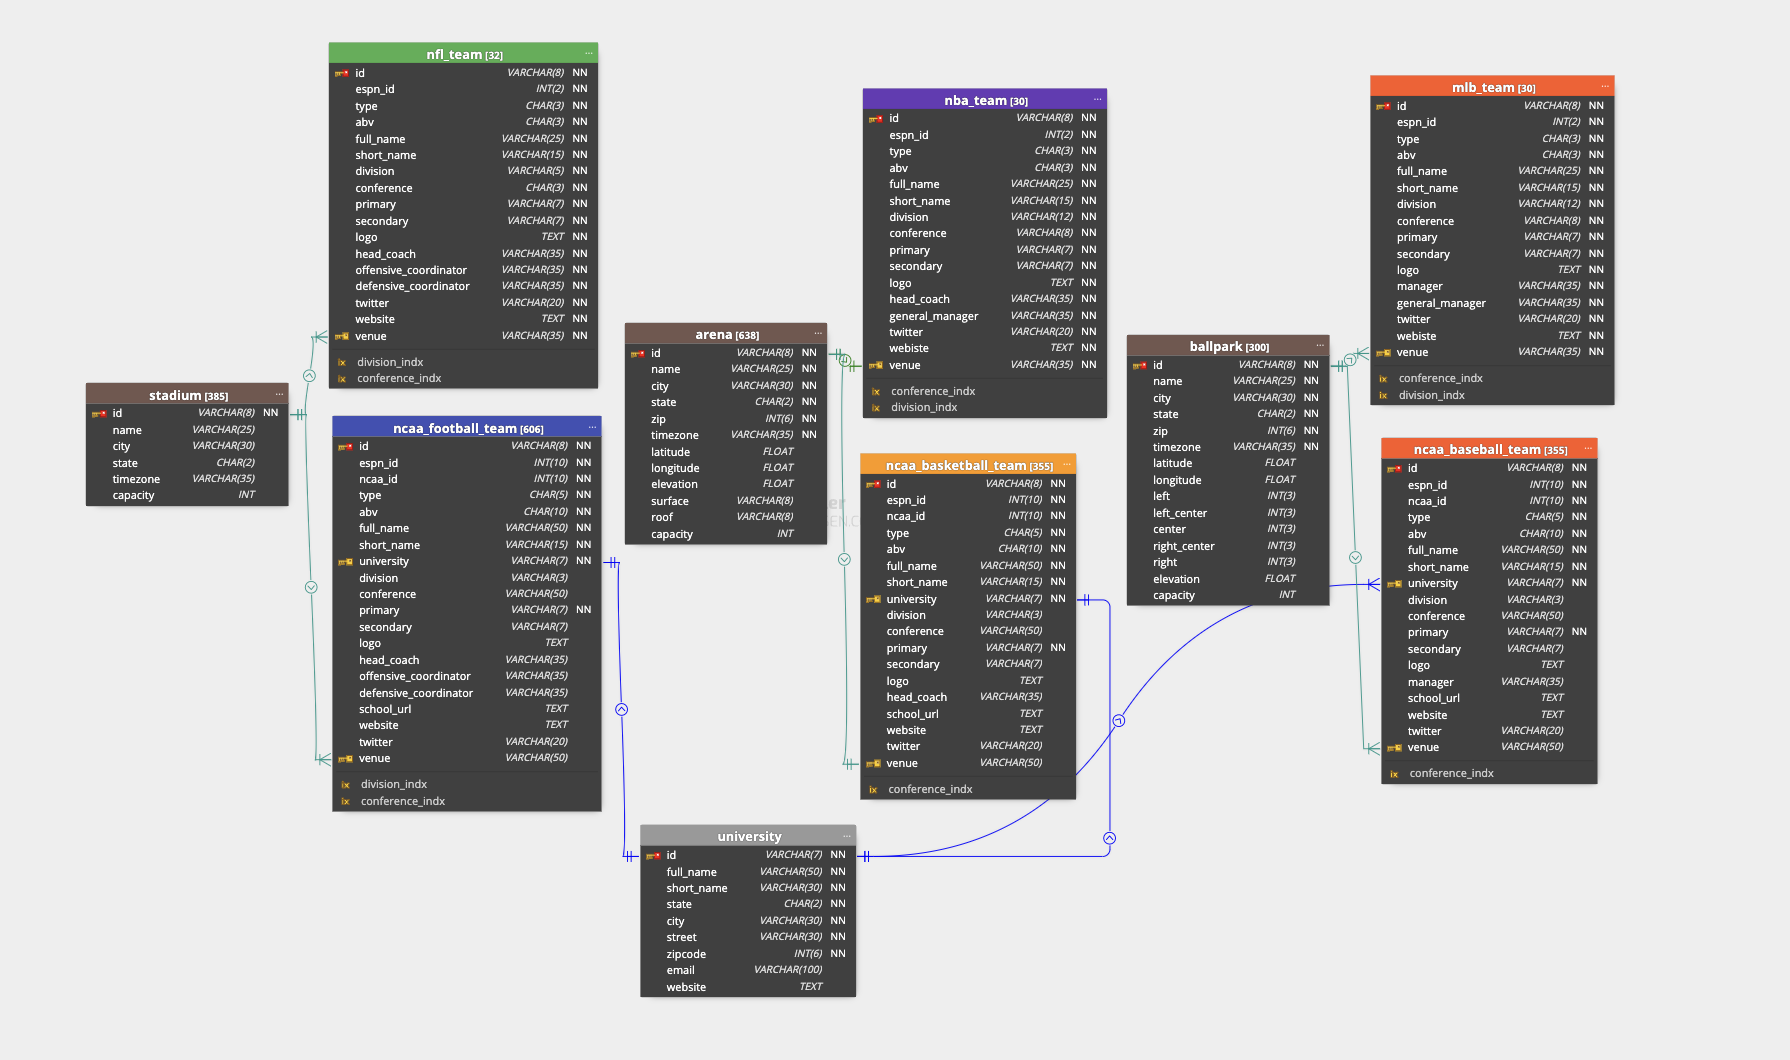 nfl_team [32]
id VARCHAR(8) NN
espn_id INT(2) NN
type CHAR(3) NN
abv CHAR(3) NN
full_name VARCHAR(25) NN
short_name VARCHAR(15) NN
division VARCHAR(5) NN
conference CHAR(3) NN
primary VARCHAR(7) NN
secondary VARCHAR(7) NN
logo TEXT NN
head_coach VARCHAR(35) NN
offensive_coordinator VARCHAR(35) NN
defensive_coordinator VARCHAR(35) NN
twitter VARCHAR(20) NN
website TEXT NN
venue VARCHAR(35) NN
ix division_indx
ix conference_indx
stadium [385]
id VARCHAR(8) NN
name VARCHAR(25)
city VARCHAR(30)
state CHAR(2)
timezone VARCHAR(35)
capacity INT
ncaa_football_team [606]
id VARCHAR(8) NN
espn_id INT(10) NN
ncaa_id INT(10) NN
type CHAR(5) NN
abv CHAR(10) NN
full_name VARCHAR(50) NN
short_name VARCHAR(15) NN
university VARCHAR(7) NN
division VARCHAR(3)
conference VARCHAR(50)
primary VARCHAR(7) NN
secondary VARCHAR(7)
logo TEXT
head_coach VARCHAR(35)
offensive_coordinator VARCHAR(35)
defensive_coordinator VARCHAR(35)
school_url TEXT
website TEXT
twitter VARCHAR(20)
venue VARCHAR(50)
ix division_indx
ix conference_indx
arena [638]
id VARCHAR(8) NN
name VARCHAR(25) NN
city VARCHAR(30) NN
state CHAR(2) NN
zip INT(6) NN
timezone VARCHAR(35) NN
latitude FLOAT
longitude FLOAT
elevation FLOAT
surface VARCHAR(8)
roof VARCHAR(8)
capacity INT
nba_team [30]
id VARCHAR(8) NN
espn_id INT(2) NN
type CHAR(3) NN
abv CHAR(3) NN
full_name VARCHAR(25) NN
short_name VARCHAR(15) NN
division VARCHAR(12) NN
conference VARCHAR(8) NN
primary VARCHAR(7) NN
secondary VARCHAR(7) NN
logo TEXT NN
head_coach VARCHAR(35) NN
general_manager VARCHAR(35) NN
twitter VARCHAR(20) NN
webiste TEXT NN
venue VARCHAR(35) NN
ix conference_indx
ix division_indx
ncaa_basketball_team [355]
id VARCHAR(8) NN
espn_id INT(10) NN
ncaa_id INT(10) NN
type CHAR(5) NN
abv CHAR(10) NN
full_name VARCHAR(50) NN
short_name VARCHAR(15) NN
university VARCHAR(7) NN
division VARCHAR(3)
conference VARCHAR(50)
primary VARCHAR(7) NN
secondary VARCHAR(7)
logo TEXT
head_coach VARCHAR(35)
school_url TEXT
website TEXT
twitter VARCHAR(20)
venue VARCHAR(50)
ix conference_indx
university
id VARCHAR(7) NN
full_name VARCHAR(50) NN
short_name VARCHAR(30) NN
state CHAR(2) NN
city VARCHAR(30) NN
street VARCHAR(30) NN
zipcode INT(6) NN
email VARCHAR(100)
website TEXT
ballpark [300]
id VARCHAR(8) NN
name VARCHAR(25) NN
city VARCHAR(30) NN
state CHAR(2) NN
zip INT(6) NN
timezone VARCHAR(35) NN
latitude FLOAT
longitude FLOAT
left INT(3)
left_center INT(3)
center INT(3)
right_center INT(3)
right INT(3)
elevation FLOAT
capacity INT
mlb_team [30]
id VARCHAR(8) NN
espn_id INT(2) NN
type CHAR(3) NN
abv CHAR(3) NN
full_name VARCHAR(25) NN
short_name VARCHAR(15) NN
division VARCHAR(12) NN
conference VARCHAR(8) NN
primary VARCHAR(7) NN
secondary VARCHAR(7) NN
logo TEXT NN
manager VARCHAR(35) NN
general_manager VARCHAR(35) NN
twitter VARCHAR(20) NN
webiste TEXT NN
venue VARCHAR(35) NN
ix conference_indx
ix division_indx
ncaa_baseball_team [355]
id VARCHAR(8) NN
espn_id INT(10) NN
ncaa_id INT(10) NN
type CHAR(5) NN
abv CHAR(10) NN
full_name VARCHAR(50) NN
short_name VARCHAR(15) NN
university VARCHAR(7) NN
division VARCHAR(3)
conference VARCHAR(50)
primary VARCHAR(7) NN
secondary VARCHAR(7)
logo TEXT
manager VARCHAR(35)
school_url TEXT
website TEXT
twitter VARCHAR(20)
venue VARCHAR(50)
ix conference_indx